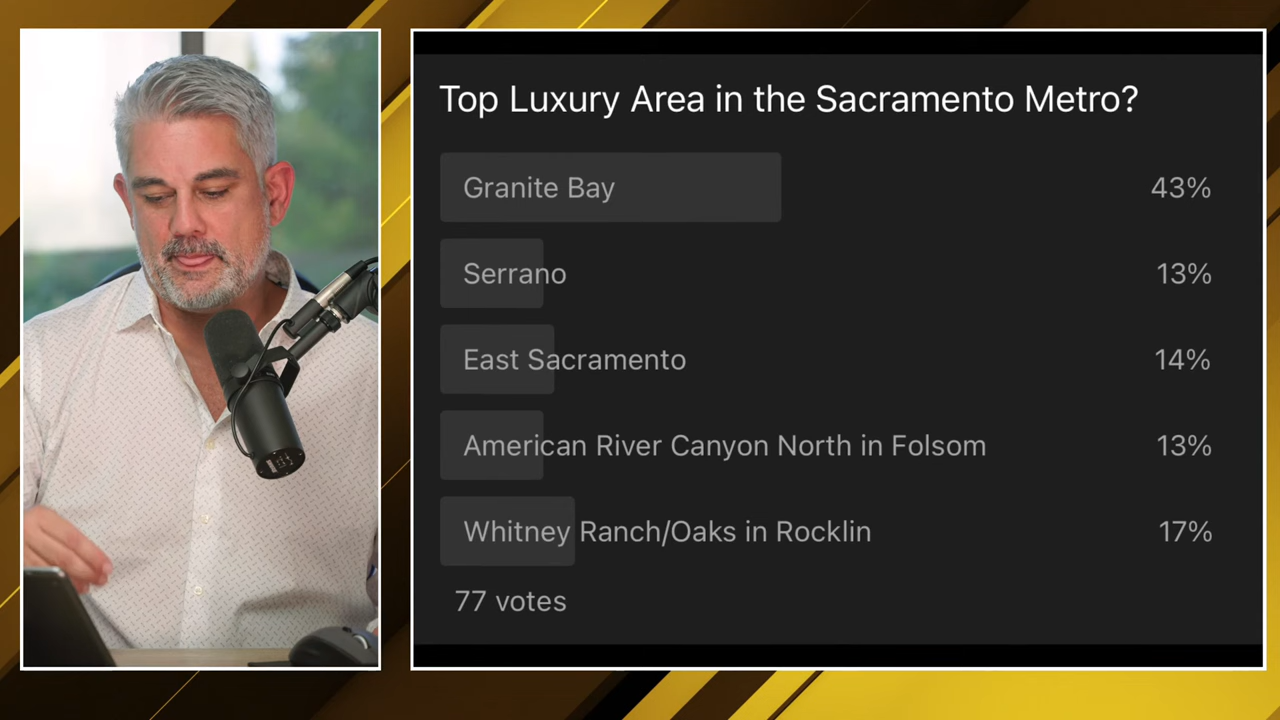 Top Luxury Area in the Sacramento Metro?
Granite Bay 43%
Serrano 13%
East Sacramento 14%
American River Canyon North in Folsom 13%
Whitney Ranch/Oaks in Rocklin 17%
77 votes